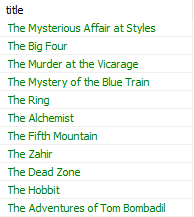 title
The Mysterious Affair at Styles
The Big Four
The Murder at the Vicarage
The Mystery of the Blue Train
The Ring
The Alchemist
The Fifth Mountain
The Zahir
The Dead Zone
The Hobbit
The Adventures of Tom Bombadil